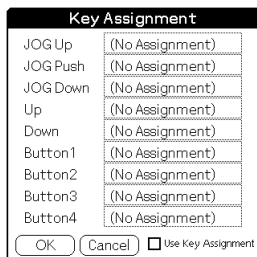 Key Assignment
JOG Up (No Assignment)
JOG Push (No Assignment)
JOG Down (No Assignment)
Up (No Assignment)
Down (No Assignment)
Button1 (No Assignment)
Button2 (No Assignment)
Button3 (No Assignment)
Button4 (No Assignment)
OK Cancel Use Key Assignment